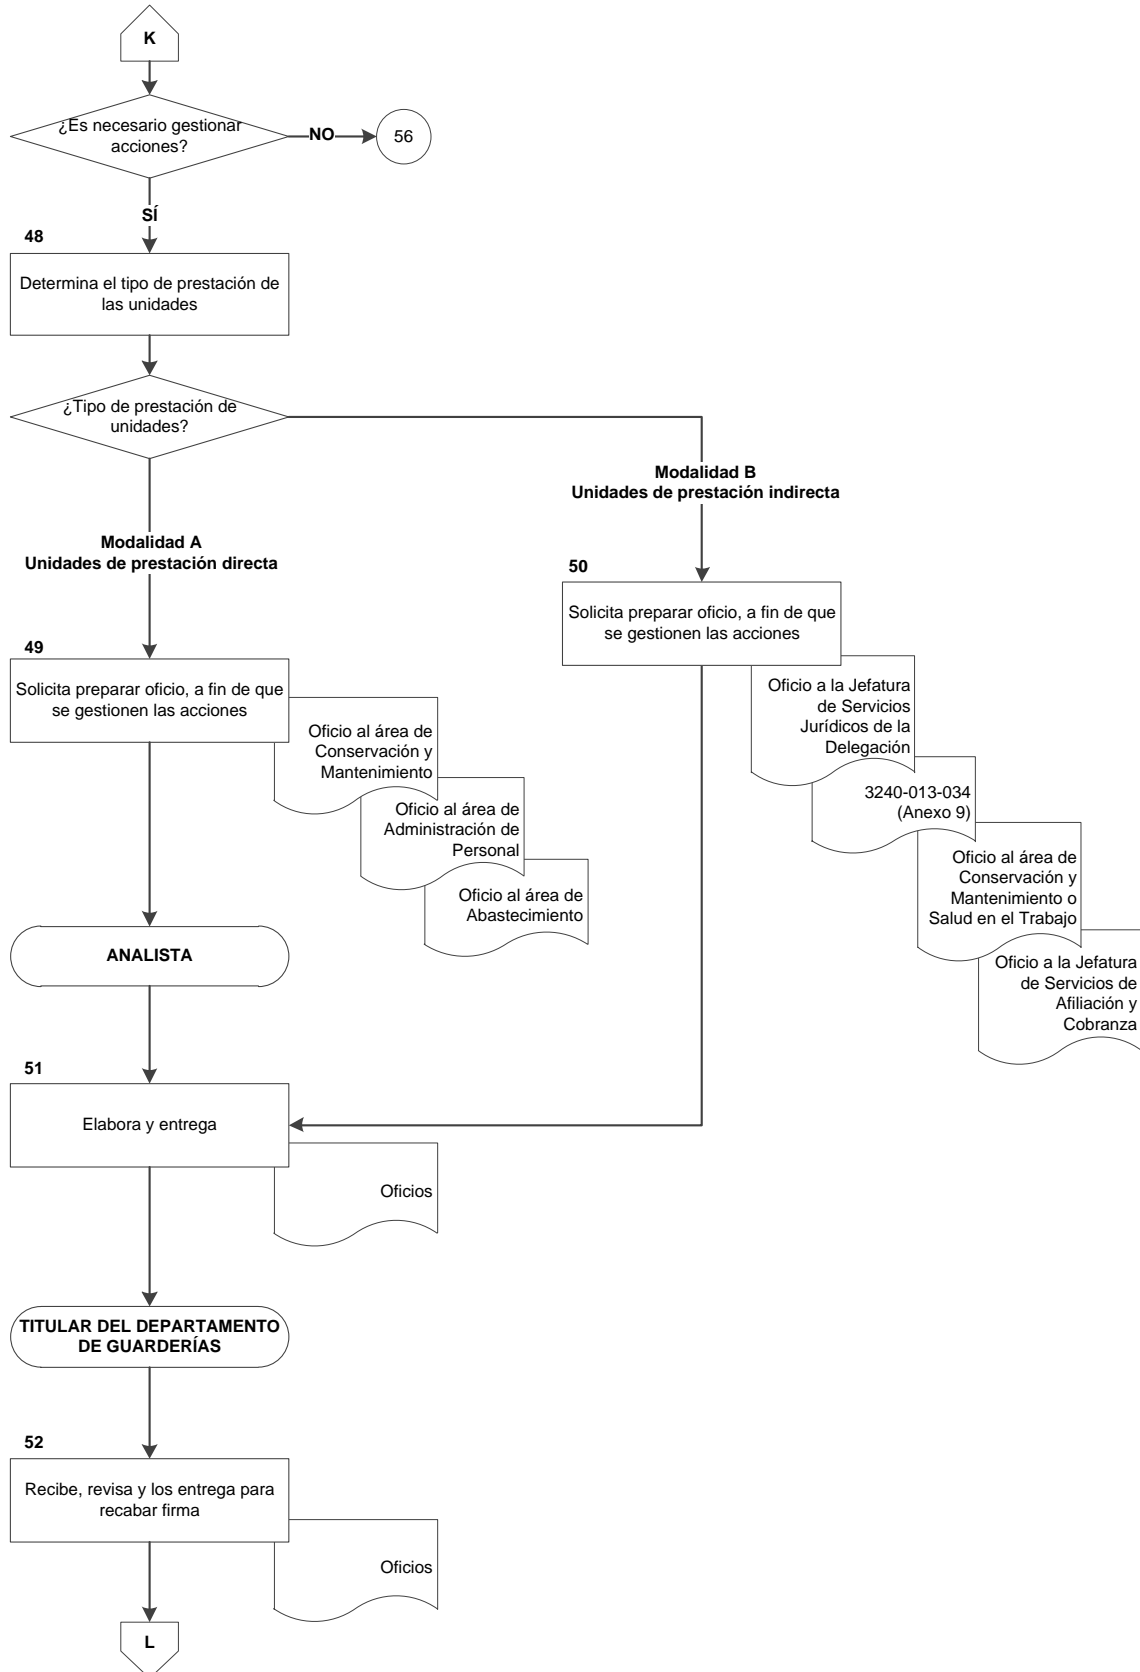 K
¿Es necesario gestionar
acciones?
NO
56
SÍ
48
Determina el tipo de prestación de
las unidades
¿Tipo de prestación de
unidades?
Modalidad B
Unidades de prestación indirecta
Modalidad A
Unidades de prestación directa
50
Solicita preparar oficio, a fin de que
se gestionen las acciones
Oficio a la Jefatura
de Servicios
Jurídicos de la
Delegación
3240-013-034
(Anexo 9)
Oficio al área de
Conservación y
Mantenimiento o
Salud en el Trabajo
Oficio a la Jefatura
de Servicios de
Afiliación y
Cobranza
49
Solicita preparar oficio, a fin de que
se gestionen las acciones
Oficio al área de
Conservación y
Mantenimiento
Oficio al área de
Administración de
Personal
Oficio al área de
Abastecimiento
ANALISTA
51
Elabora y entrega
Oficios
TITULAR DEL DEPARTAMENTO
DE GUARDERÍAS
52
Recibe, revisa y los entrega para
recabar firma
Oficios
L